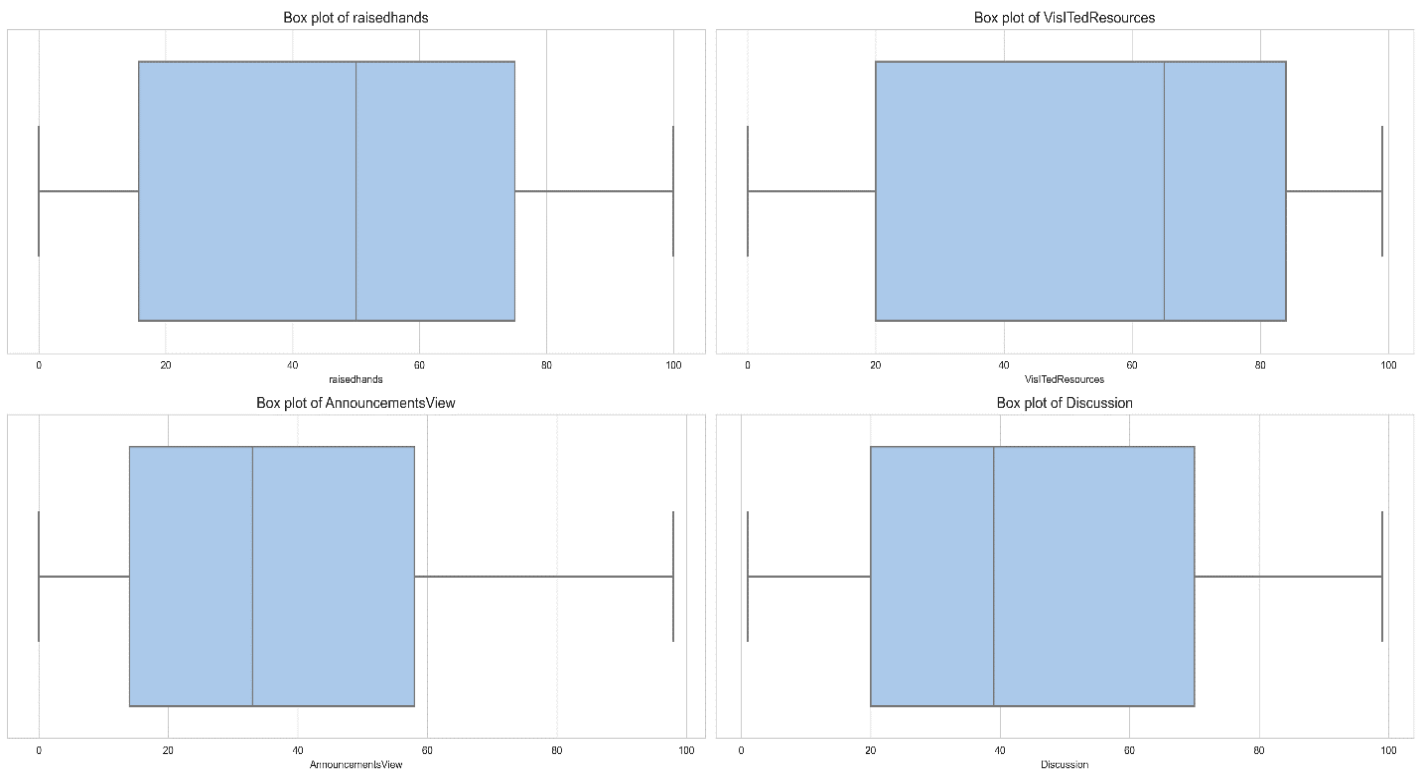 Box plot of raisedhands
0 20 40 60 80 100
raisedhands
Box plot of VisITedResources
0 20 40 60 80 100
VisITedResources
Box plot of AnnouncementsView
0 20 40 60 80 100
AnnouncementsView
Box plot of Discussion
0 20 40 60 80 100
Discussion